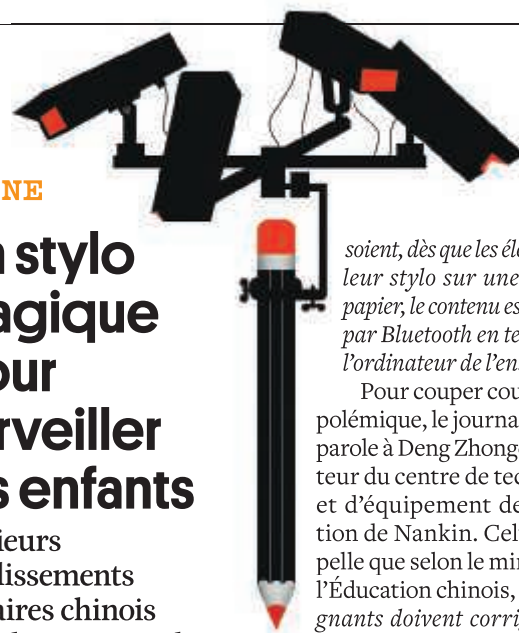 NE
stylo
agique
our
rveiller
s enfants
ieurs
lissements
aires chinois
soient, dès que les élè
leur stylo sur une
papier, le contenu es
par Bluetooth en te
l'ordinateur de l'en
Pour couper cou
polémique, le journa
parole à Deng Zhong
teur du centre de tec
et d'équipement de
tion de Nankin. Cel
pelle que selon le min
l'Éducation chinois,
gnants doivent corri